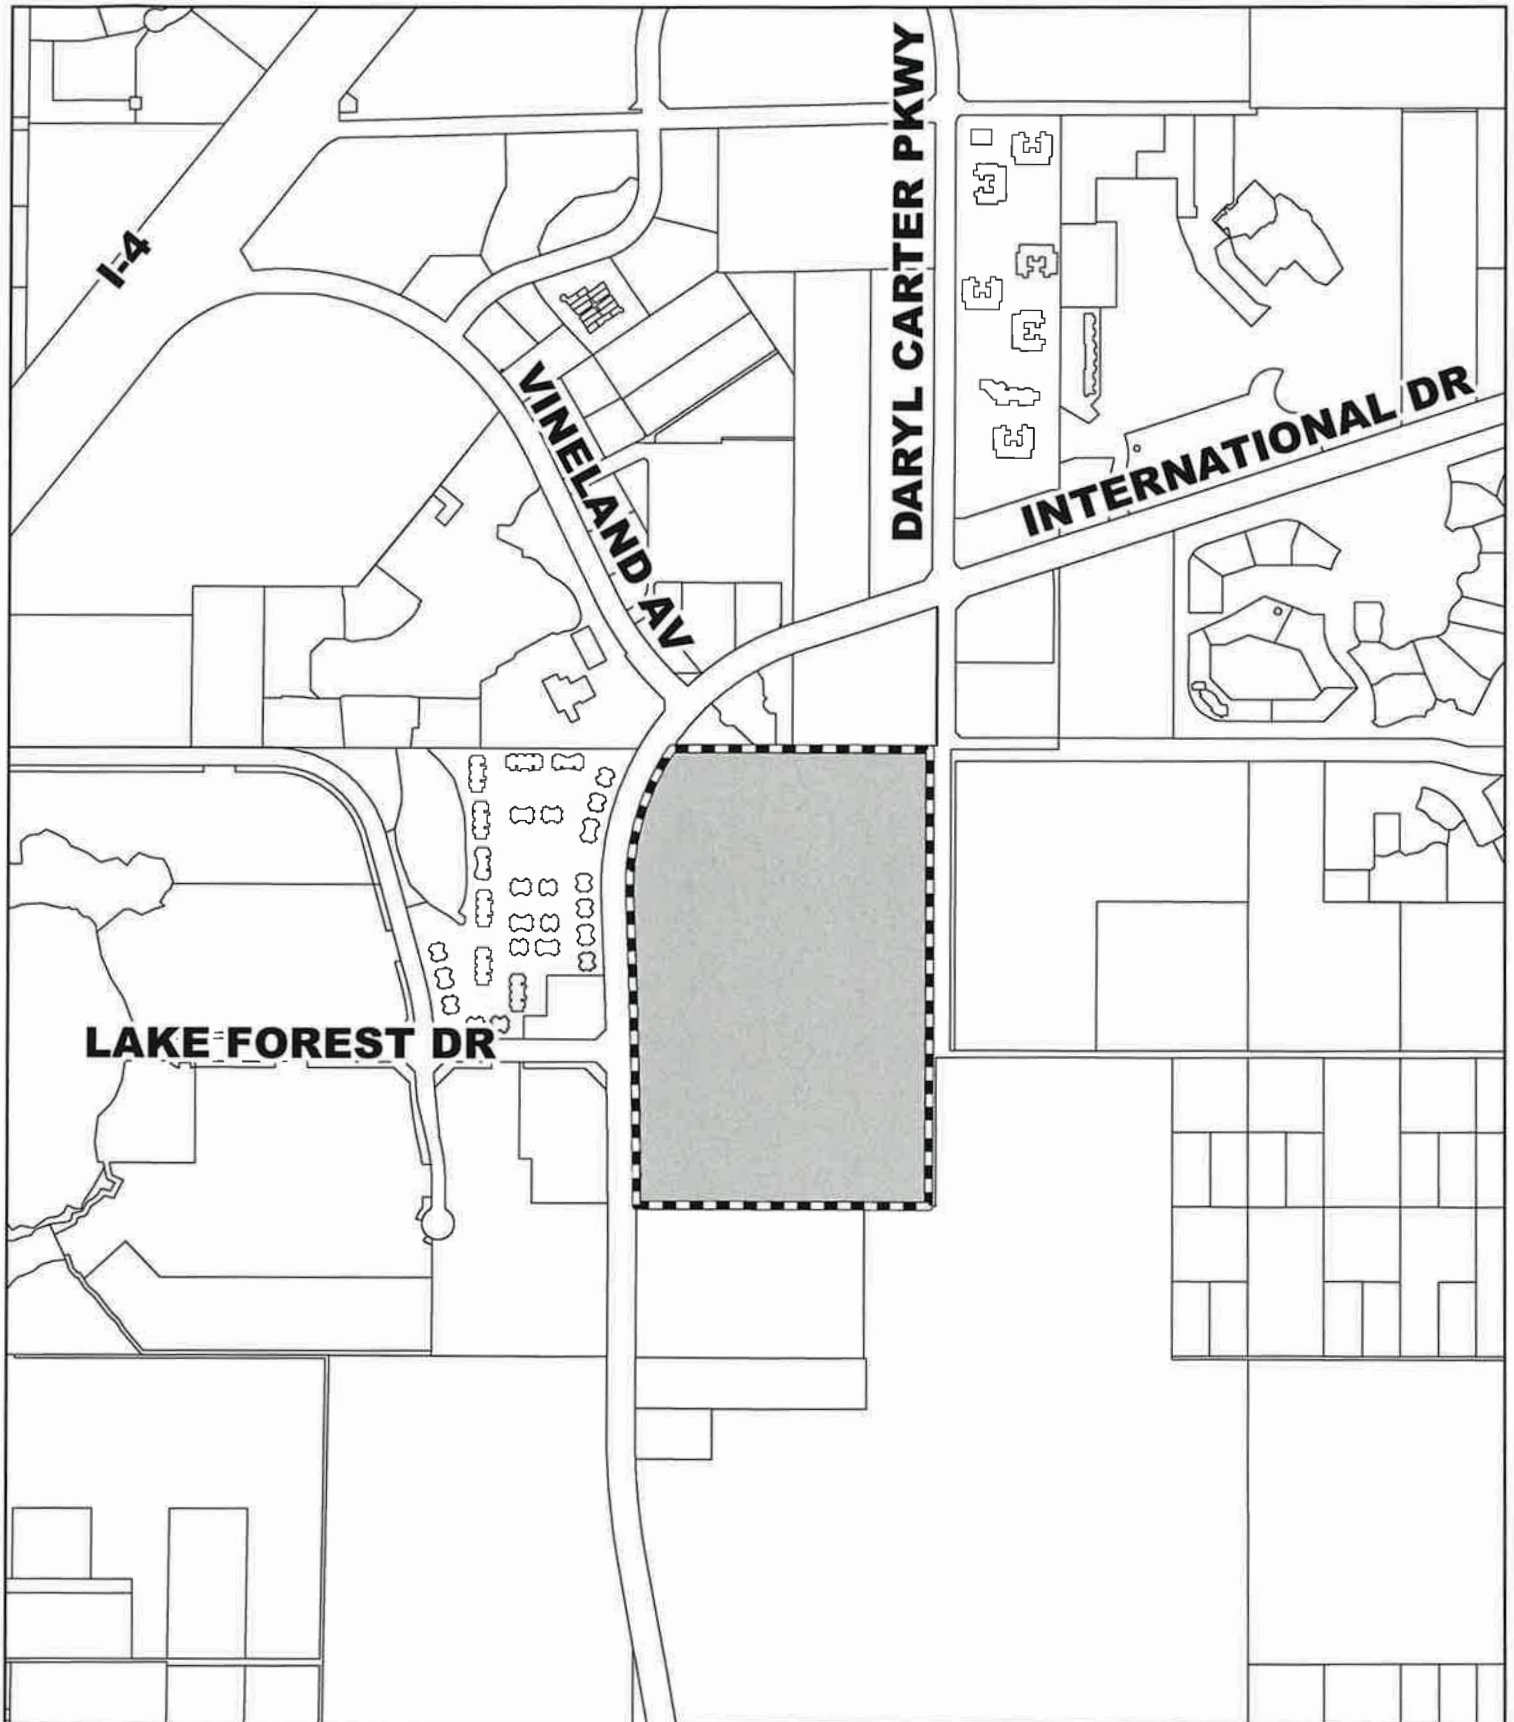 DARYL CARTER PKWY
I-4
VINELAND AV
INTERNATIONAL DR
LAKE FOREST DR